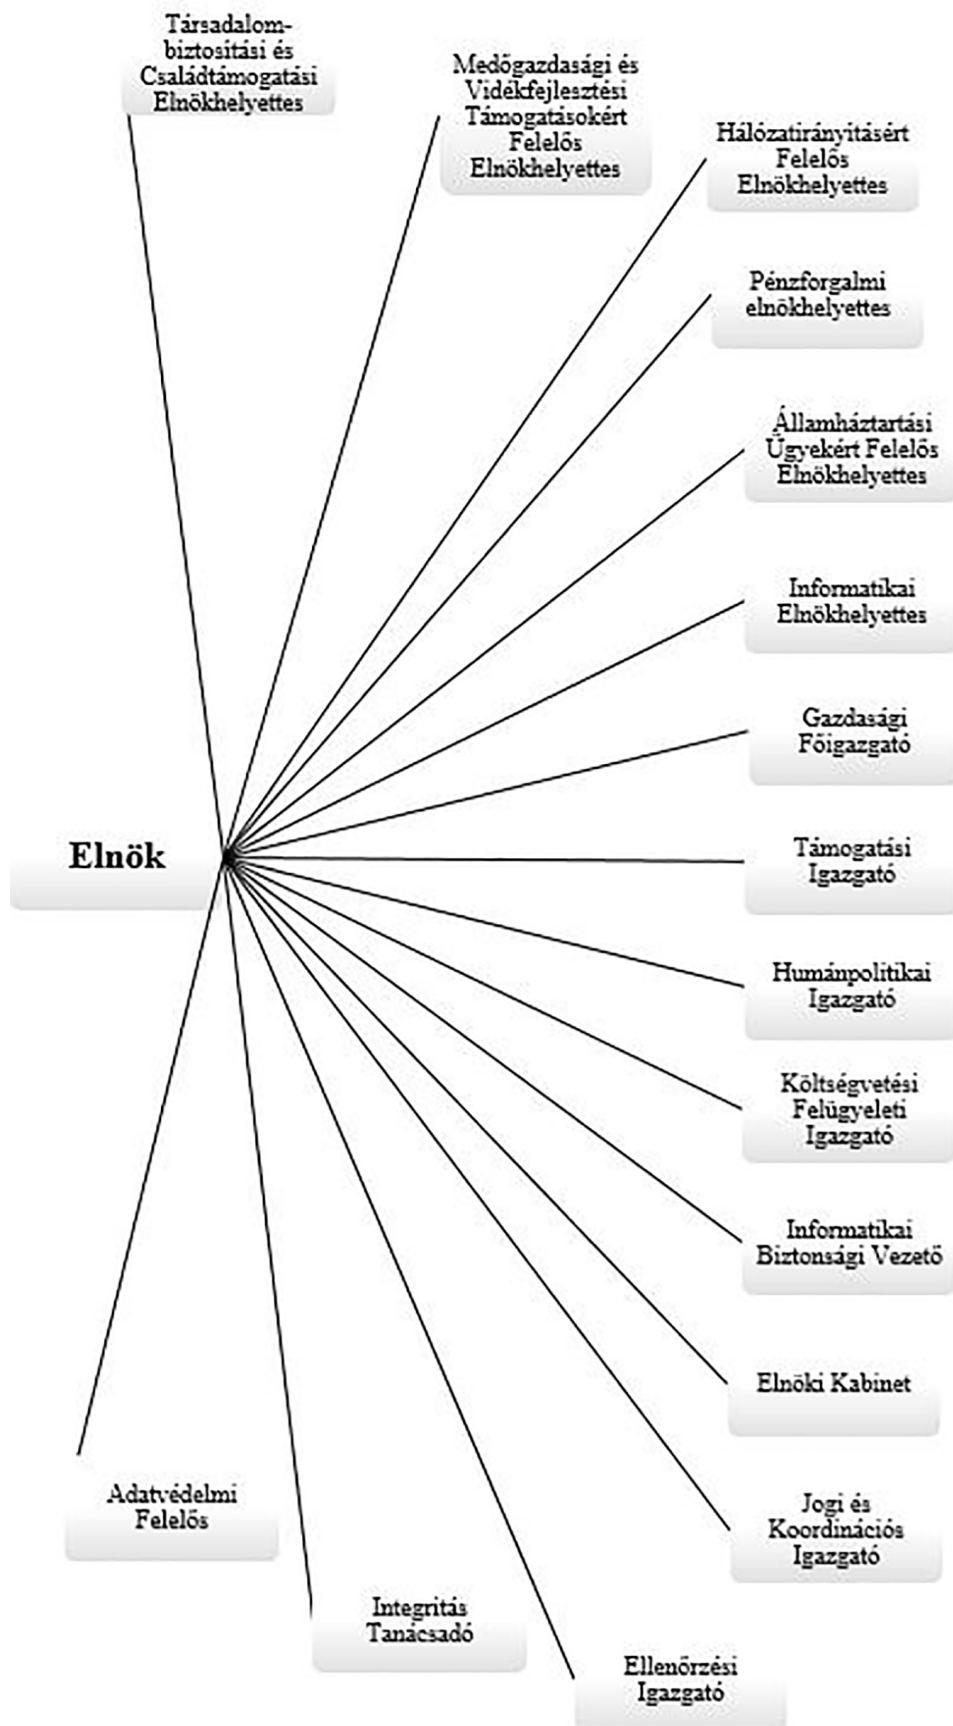 Társadalom-
biztosítási és
Családtámogatási
Elnökhelyettes
Medőgazdasági és
Vidékfejlesztési
Támogatásokért
Felelős
Elnökhelyettes
Hálózatirányításért
Felelős
Elnökhelyettes
Pénzforgalmi
elnökhelyettes
Államháztartási
Ügyekért Felelős
Elnökhelyettes
Informatikai
Elnökhelyettes
Gazdasági
Főigazgató
Elnök
Támogatási
Igazgató
Humánpolitikai
Igazgató
Költségvetési
Felügyeleti
Igazgató
Informatikai
Biztonsági Vezető
Elnöki Kabinet
Jogi és
Koordinációs
Igazgató
Adatvédelmi
Felelős
Integritás
Tanácsadó
Ellenőrzési
Igazgató